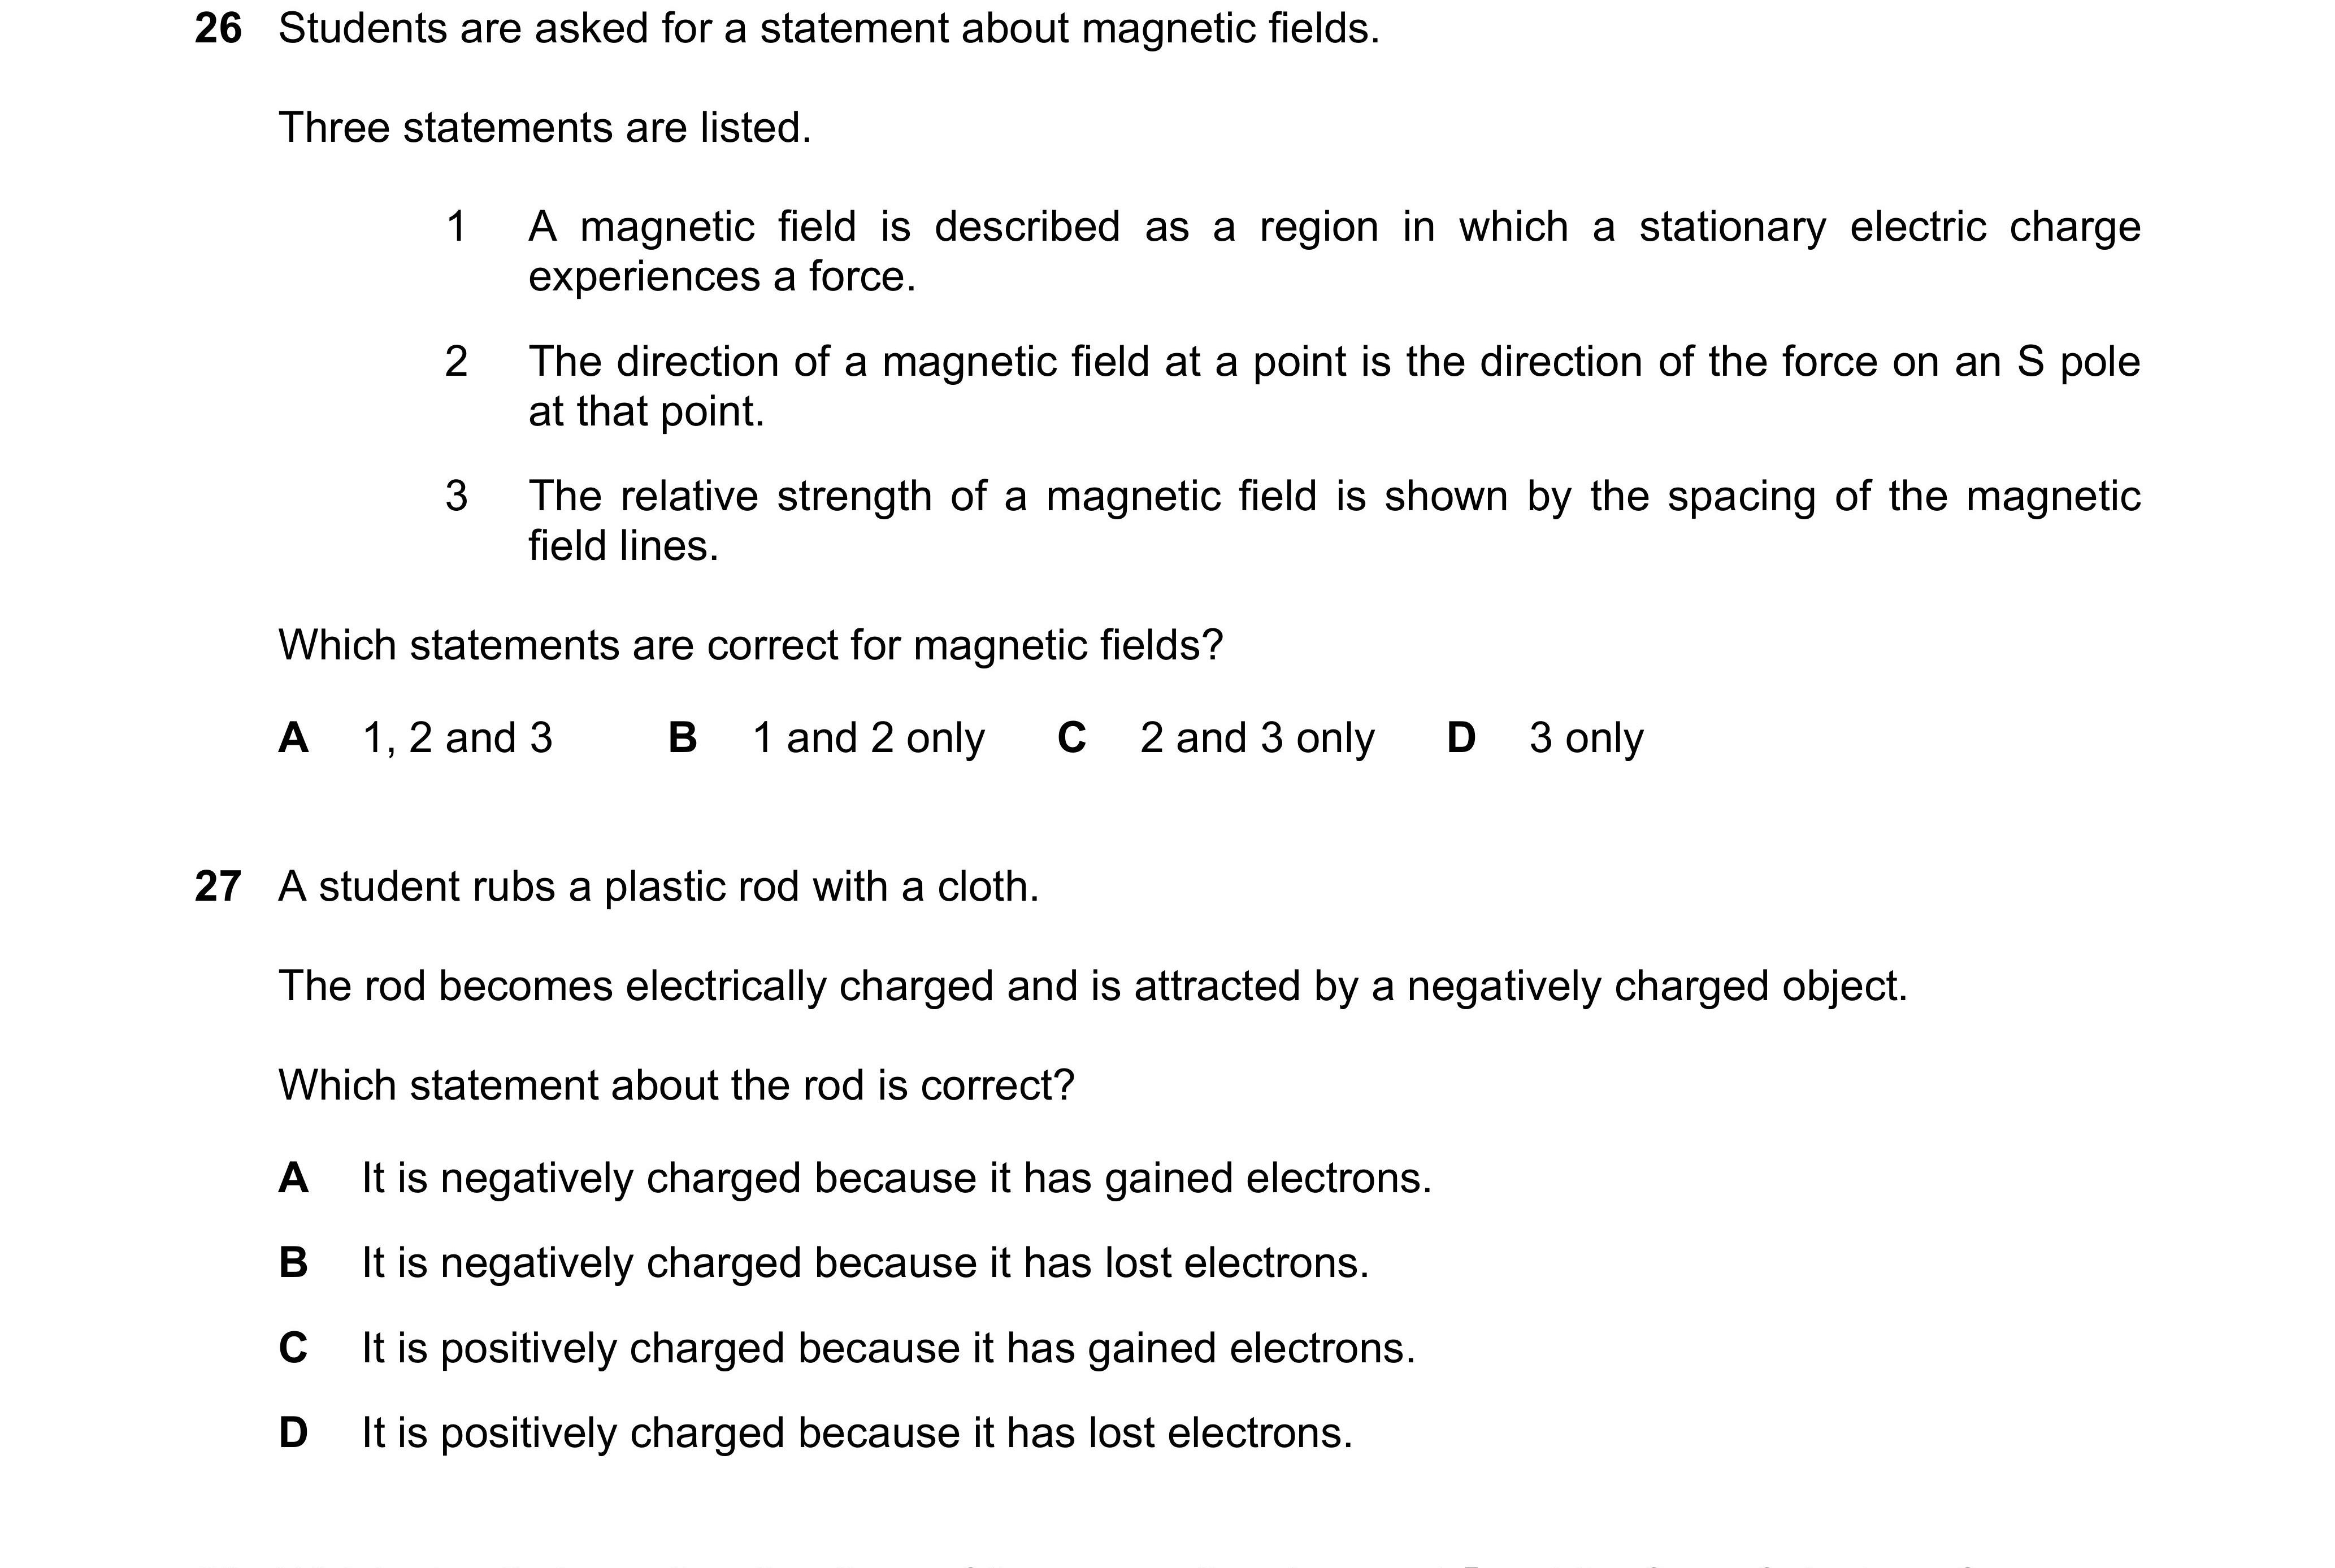 26 Students are asked for a statement about magnetic fields.
Three statements are listed.
1 A magnetic field is described as a region in which a stationary electric charge
experiences a force.
2 The direction of a magnetic field at a point is the direction of the force on an S pole
at that point.
3 The relative strength of a magnetic field is shown by the spacing of the magnetic
field lines.
Which statements are correct for magnetic fields?
A 1, 2 and 3 B 1 and 2 only C 2 and 3 only D 3 only
27 A student rubs a plastic rod with a cloth.
The rod becomes electrically charged and is attracted by a negatively charged object.
Which statement about the rod is correct?
A It is negatively charged because it has gained electrons.
B It is negatively charged because it has lost electrons.
C It is positively charged because it has gained electrons.
D It is positively charged because it has lost electrons.